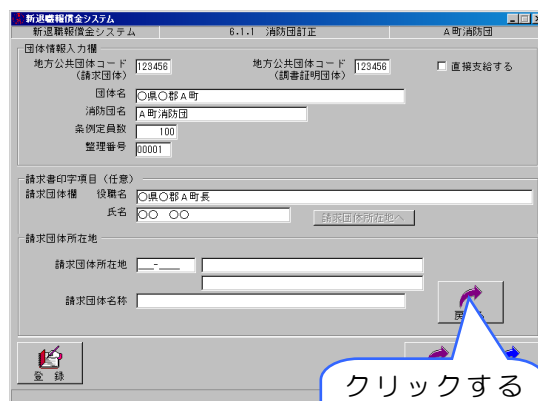 新退職報償金システム
新退職報償金システム 6.1.1 消防団訂正 A町消防団
団体情報入力欄
地方公共団体コード 123456 地方公共団体コード 123456 □ 直接支給する
(請求団体) (調書証明団体)
団体名 ○県○郡A町
消防団名 A町消防団
条例定員数 100
整理番号 00001
請求書印字項目(任意)
請求団体欄 役職名 ○県○郡A町長
氏名 ○○ ○○ 請求団体所在地へ
請求団体所在地
請求団体所在地 __-____
請求団体名称
登 録
クリックする